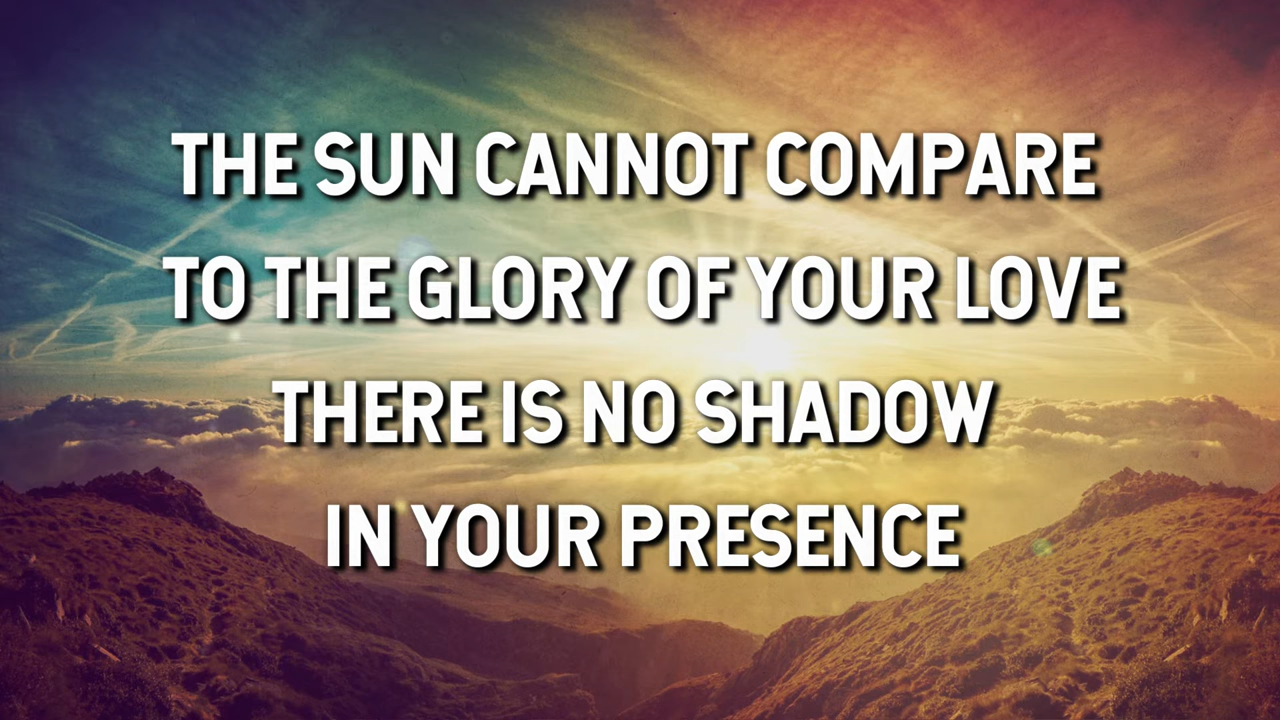 THE SUN CANNOT COMPARE
TO THE GLORY OF YOUR LOVE
THERE IS NO SHADOW
IN YOUR PRESENCE